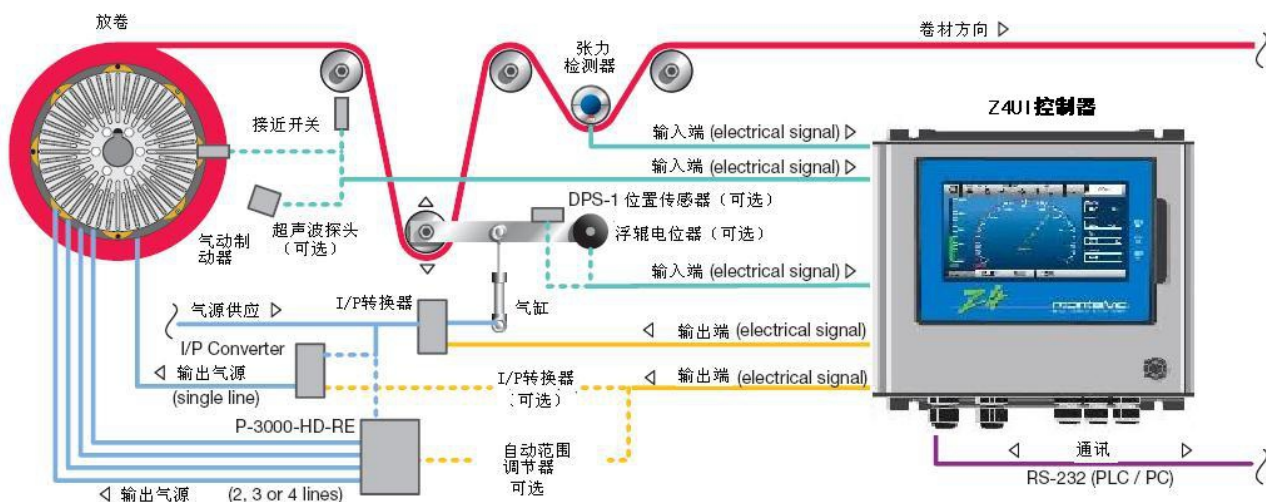 放卷
卷材方向 ▷
张力
检测器
Z4UI控制器
接近开关
输入端 (electrical signal) ▷
输入端 (electrical signal) ▷
DPS-1 位置传感器（可选）
超声波探头
（可选）
浮辊电位器（可选）
气动制
动器
输入端 (electrical signal) ▷
I/P转换器
气缸
气源供应 ▷
Z4
montalvo
◁ 输出端 (electrical signal)
I/P Converter
◁ 输出气源
(single line)
I/P转换器
（可选）
◁ 输出端 (electrical signal)
P-3000-HD-RE
自动范围
调节器
可选
◁ 通讯 ▷
RS-232 (PLC / PC)
◁ 输出气源 (2, 3 or 4 lines)